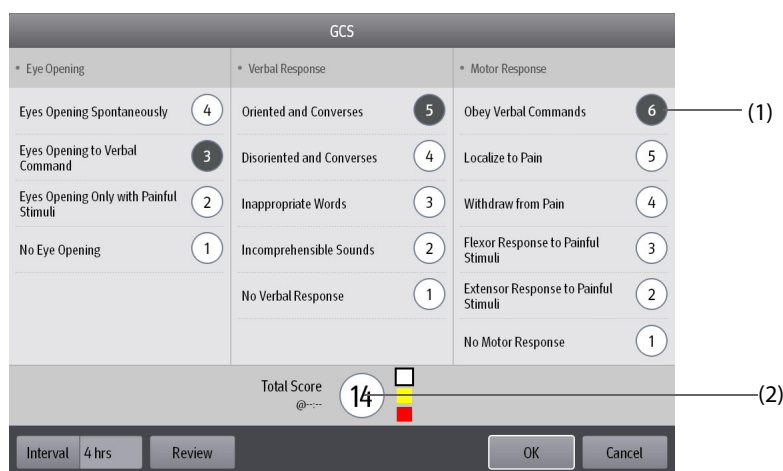 GCS
• Eye Opening
• Verbal Response
• Motor Response
Eyes Opening Spontaneously 4
Oriented and Converses 5
Obey Verbal Commands 6 (1)
Eyes Opening to Verbal
Command 3
Disoriented and Converses 4
Localize to Pain 5
Eyes Opening Only with Painful
Stimuli 2
Inappropriate Words 3
Withdraw from Pain 4
No Eye Opening 1
Incomprehensible Sounds 2
Flexor Response to Painful
Stimuli 3
No Verbal Response 1
Extensor Response to Painful
Stimuli 2
No Motor Response 1
Total Score 14 (2)
@--:--
Interval 4 hrs Review OK Cancel